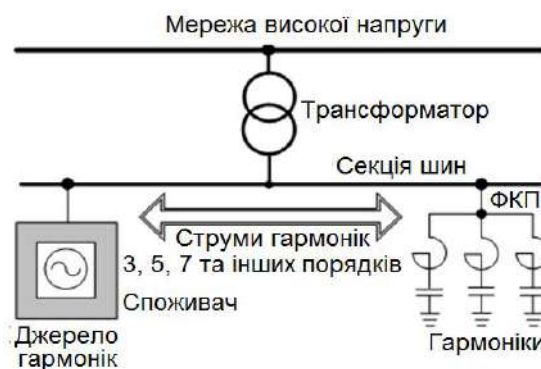 Мережа високої напруги
Трансформатор
Секція шин
ФКП
Струми гармонік
3, 5, 7 та інших порядків
Споживач
Джерело
гармонік
Гармоніки